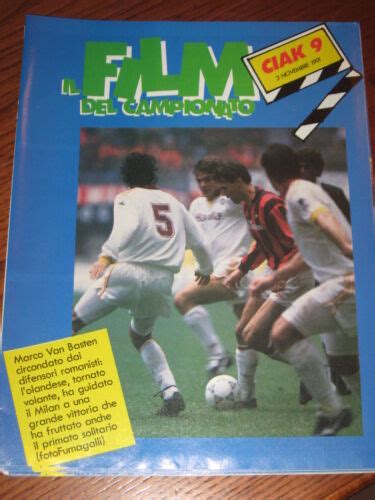 IL FILM
DEL CAMPIONATO
CIAK 9
3 NOVEMBRE 1991
5
Marco Van Basten
circondato dai
difensori romanisti:
l'olandese, tornato
volante, ha guidato
il Milan a una
grande vittoria che
ha fruttato anche
il primato solitario
(fotoFumagalli)